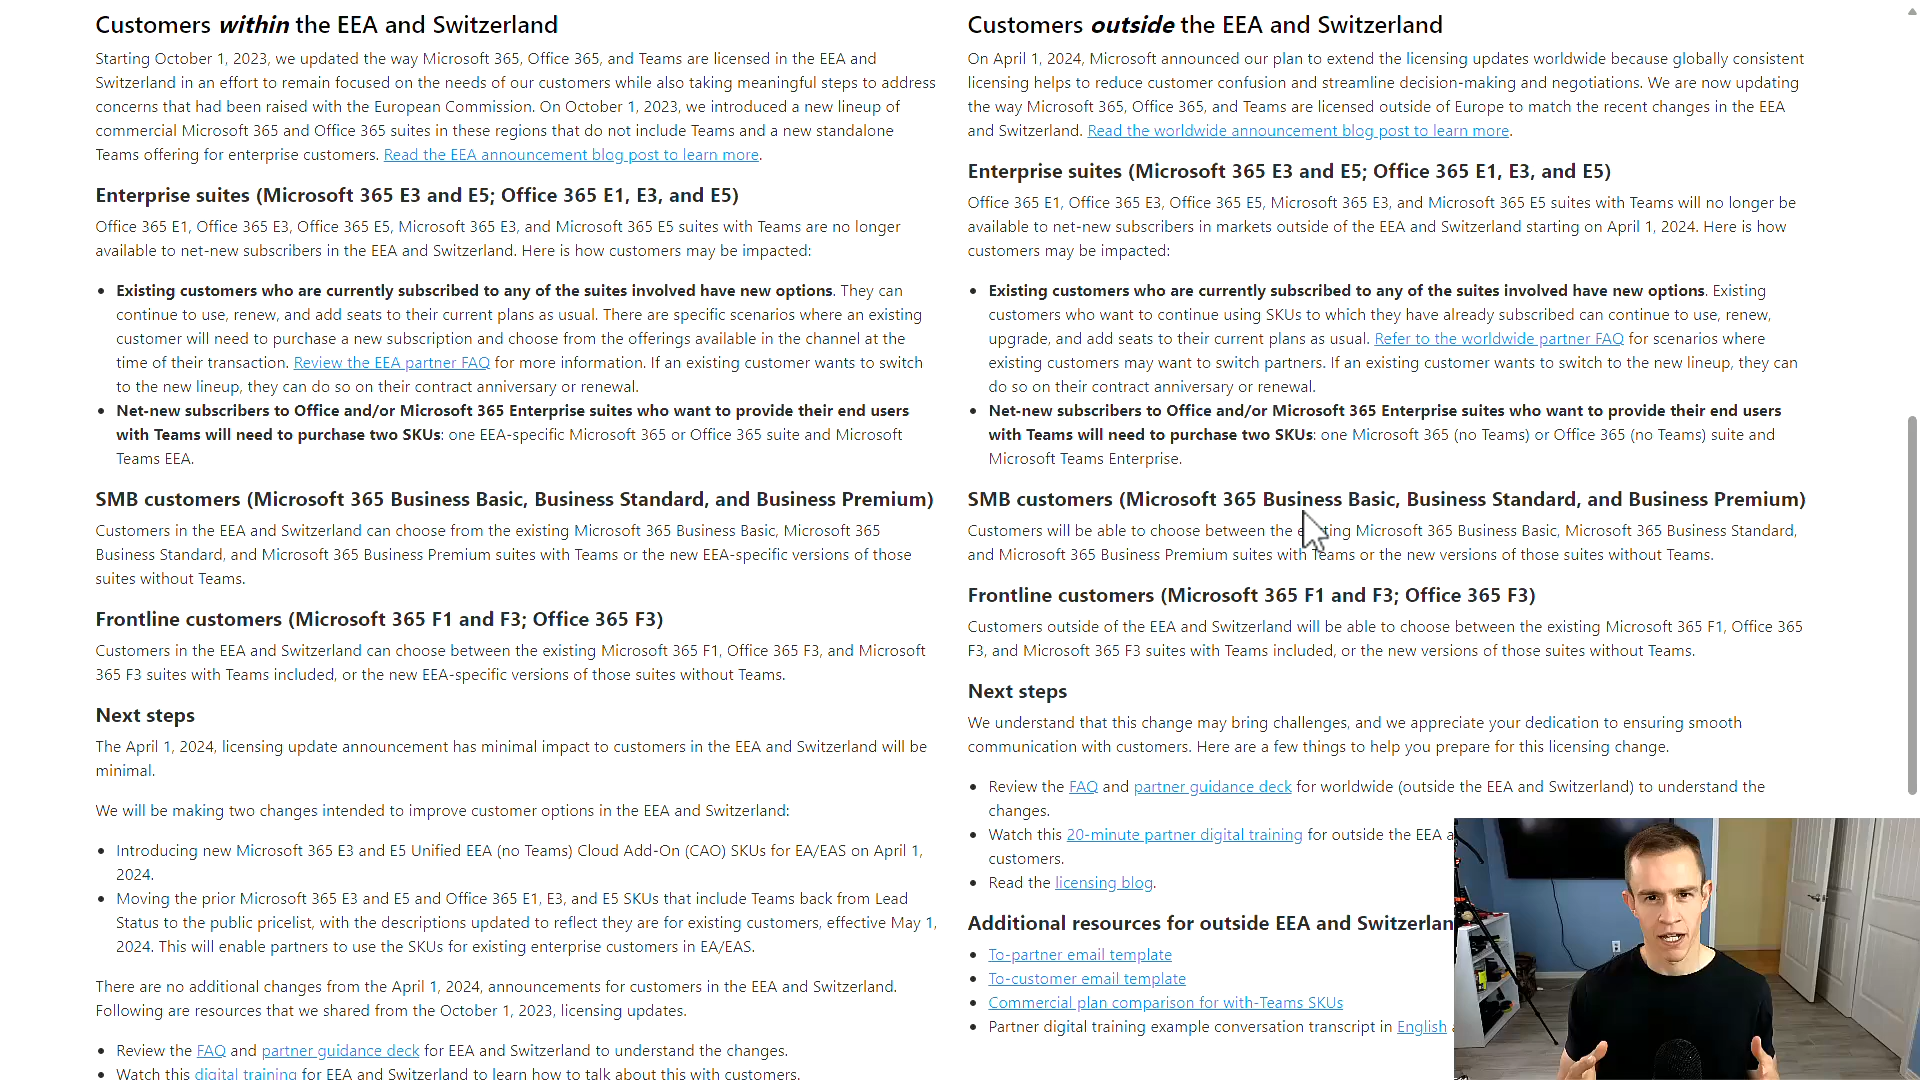 Customers within the EEA and Switzerland
Starting October 1, 2023, we updated the way Microsoft 365, Office 365, and Teams are licensed in the EEA and
Switzerland in an effort to remain focused on the needs of our customers while also taking meaningful steps to address
concerns that had been raised with the European Commission. On October 1, 2023, we introduced a new lineup of
commercial Microsoft 365 and Office 365 suites in these regions that do not include Teams and a new standalone
Teams offering for enterprise customers. Read the EEA announcement blog post to learn more.
Enterprise suites (Microsoft 365 E3 and E5; Office 365 E1, E3, and E5)
Office 365 E1, Office 365 E3, Office 365 E5, Microsoft 365 E3, and Microsoft 365 E5 suites with Teams are no longer
available to net-new subscribers in the EEA and Switzerland. Here is how customers may be impacted:
• Existing customers who are currently subscribed to any of the suites involved have new options. They can
continue to use, renew, and add seats to their current plans as usual. There are specific scenarios where an existing
customer will need to purchase a new subscription and choose from the offerings available in the channel at the
time of their transaction. Review the EEA partner FAQ for more information. If an existing customer wants to switch
to the new lineup, they can do so on their contract anniversary or renewal.
• Net-new subscribers to Office and/or Microsoft 365 Enterprise suites who want to provide their end users
with Teams will need to purchase two SKUs: one EEA-specific Microsoft 365 or Office 365 suite and Microsoft
Teams EEA.
SMB customers (Microsoft 365 Business Basic, Business Standard, and Business Premium)
Customers in the EEA and Switzerland can choose from the existing Microsoft 365 Business Basic, Microsoft 365
Business Standard, and Microsoft 365 Business Premium suites with Teams or the new EEA-specific versions of those
suites without Teams.
Frontline customers (Microsoft 365 F1 and F3; Office 365 F3)
Customers in the EEA and Switzerland can choose between the existing Microsoft 365 F1, Office 365 F3, and Microsoft
365 F3 suites with Teams included, or the new EEA-specific versions of those suites without Teams.
Next steps
The April 1, 2024, licensing update announcement has minimal impact to customers in the EEA and Switzerland will be
minimal.
We will be making two changes intended to improve customer options in the EEA and Switzerland:
• Introducing new Microsoft 365 E3 and E5 Unified EEA (no Teams) Cloud Add-On (CAO) SKUs for EA/EAS on April 1,
2024.
• Moving the prior Microsoft 365 E3 and E5 and Office 365 E1, E3, and E5 SKUs that include Teams back from Lead
Status to the public pricelist, with the descriptions updated to reflect they are for existing customers, effective May 1,
2024. This will enable partners to use the SKUs for existing enterprise customers in EA/EAS.
There are no additional changes from the April 1, 2024, announcements for customers in the EEA and Switzerland.
Following are resources that we shared from the October 1, 2023, licensing updates.
• Review the FAQ and partner guidance deck for EEA and Switzerland to understand the changes.
• Watch this digital training for EEA and Switzerland to learn how to talk about this with customers.
Customers outside the EEA and Switzerland
On April 1, 2024, Microsoft announced our plan to extend the licensing updates worldwide because globally consistent
licensing helps to reduce customer confusion and streamline decision-making and negotiations. We are now updating
the way Microsoft 365, Office 365, and Teams are licensed outside of Europe to match the recent changes in the EEA
and Switzerland. Read the worldwide announcement blog post to learn more.
Enterprise suites (Microsoft 365 E3 and E5; Office 365 E1, E3, and E5)
Office 365 E1, Office 365 E3, Office 365 E5, Microsoft 365 E3, and Microsoft 365 E5 suites with Teams will no longer be
available to net-new subscribers in markets outside of the EEA and Switzerland starting on April 1, 2024. Here is how
customers may be impacted:
• Existing customers who are currently subscribed to any of the suites involved have new options. Existing
customers who want to continue using SKUs to which they have already subscribed can continue to use, renew,
upgrade, and add seats to their current plans as usual. Refer to the worldwide partner FAQ for scenarios where
existing customers may want to switch partners. If an existing customer wants to switch to the new lineup, they can
do so on their contract anniversary or renewal.
• Net-new subscribers to Office and/or Microsoft 365 Enterprise suites who want to provide their end users
with Teams will need to purchase two SKUs: one Microsoft 365 (no Teams) or Office 365 (no Teams) suite and
Microsoft Teams Enterprise.
SMB customers (Microsoft 365 Business Basic, Business Standard, and Business Premium)
Customers will be able to choose between the existing Microsoft 365 Business Basic, Microsoft 365 Business Standard,
and Microsoft 365 Business Premium suites with Teams or the new versions of those suites without Teams.
Frontline customers (Microsoft 365 F1 and F3; Office 365 F3)
Customers outside of the EEA and Switzerland will be able to choose between the existing Microsoft 365 F1, Office 365
F3, and Microsoft 365 F3 suites with Teams included, or the new versions of those suites without Teams.
Next steps
We understand that this change may bring challenges, and we appreciate your dedication to ensuring smooth
communication with customers. Here are a few things to help you prepare for this licensing change.
• Review the FAQ and partner guidance deck for worldwide (outside the EEA and Switzerland) to understand the
changes.
• Watch this 20-minute partner digital training for outside the EEA
customers.
• Read the licensing blog.
Additional resources for outside EEA and Switzerlan
• To-partner email template
• To-customer email template
• Commercial plan comparison for with-Teams SKUs
• Partner digital training example conversation transcript in English